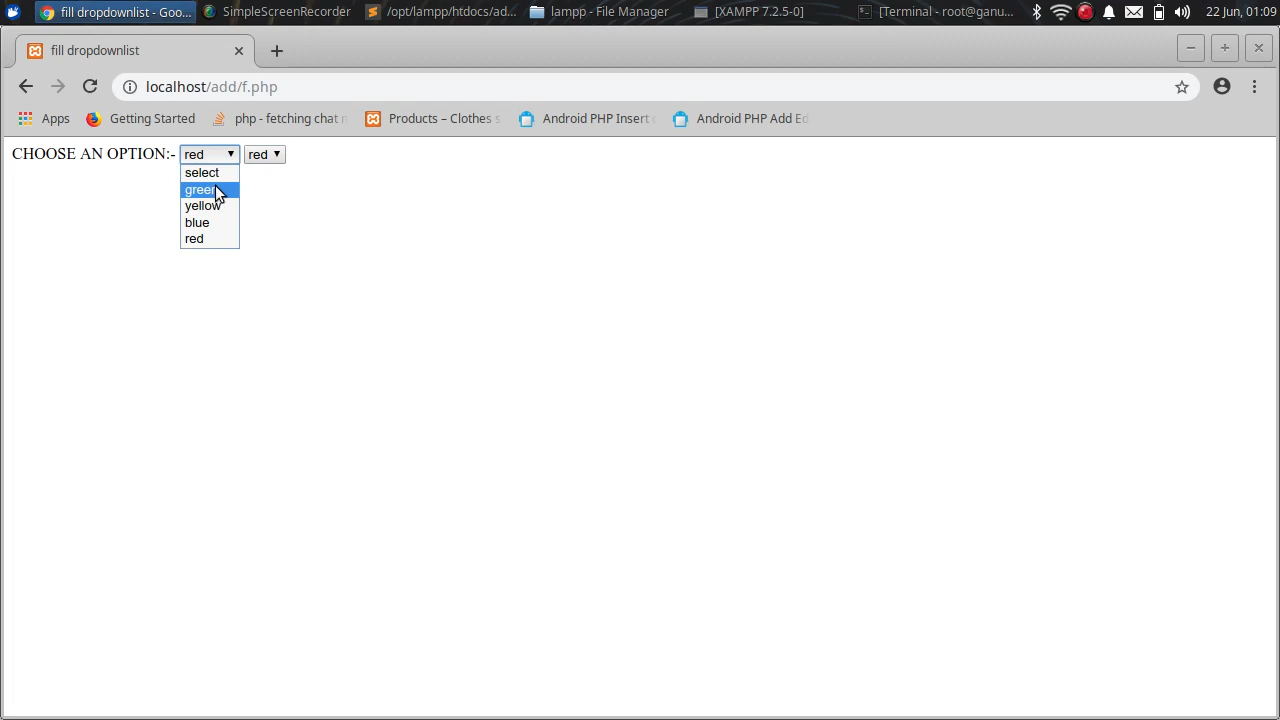 fill dropdownlist - Goo... SimpleScreenRecorder /opt/lampp/htdocs/ad... lampp - File Manager [XAMPP 7.2.5-0] [Terminal - root@ganu... 22 Jun, 01:09
fill dropdownlist
localhost/add/f.php
Apps Getting Started php - fetching chat Products – Clothes s Android PHP Insert Android PHP Add Ed
CHOOSE AN OPTION:- red red
select
green
yellow
blue
red